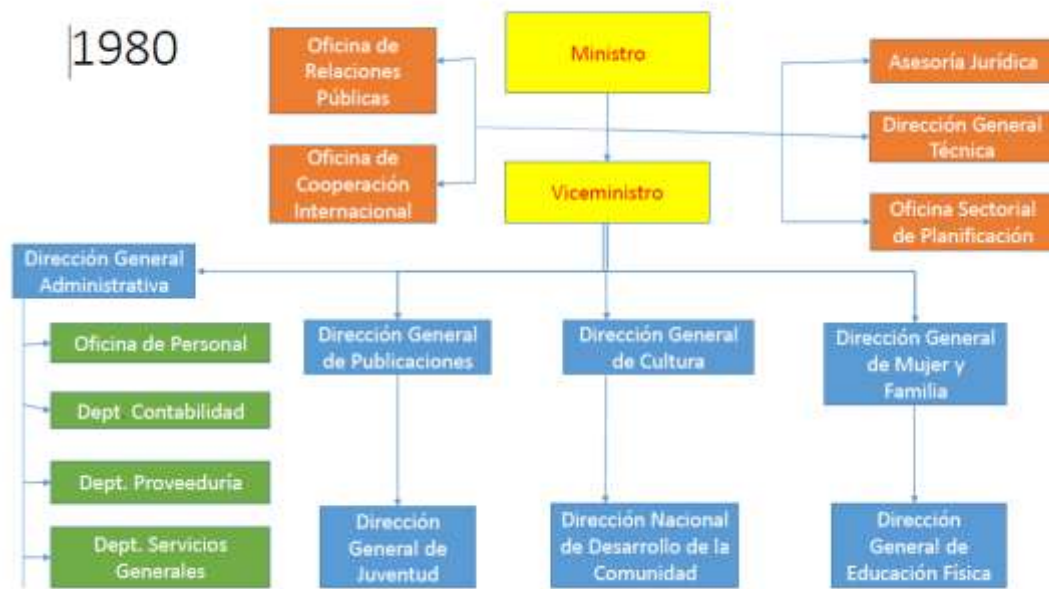 1980
Oficina de
Relaciones
Públicas
Ministro
Asesoría Jurídica
Dirección General
Técnica
Oficina de
Cooperación
Internacional
Viceministro
Oficina Sectorial
de Planificación
Dirección General
Administrativa
Oficina de Personal
Dept Contabilidad
Dept. Proveeduría
Dept. Servicios
Generales
Dirección General
de Publicaciones
Dirección General
de Cultura
Dirección General
de Mujer y
Familia
Dirección
General de
Juventud
Dirección Nacional
de Desarrollo de la
Comunidad
Dirección
General de
Educación Física